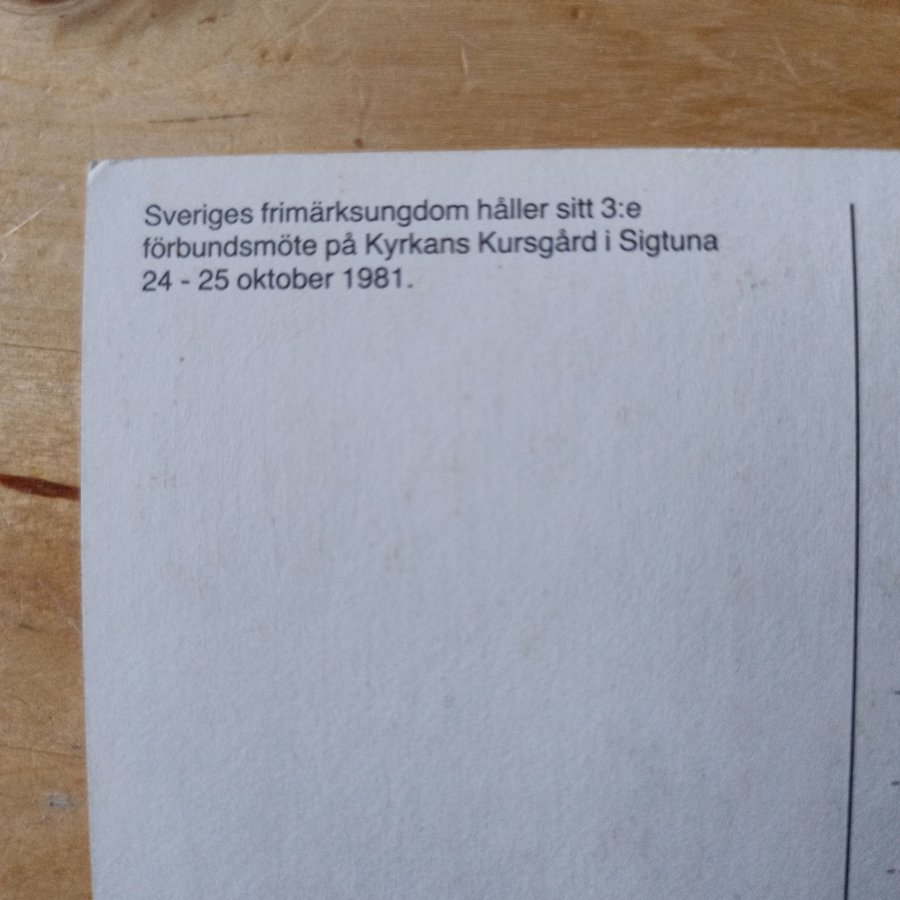 Sveriges frimärksungdom håller sitt 3:e
förbundsmöte på Kyrkans Kursgård i Sigtuna
24 - 25 oktober 1981.